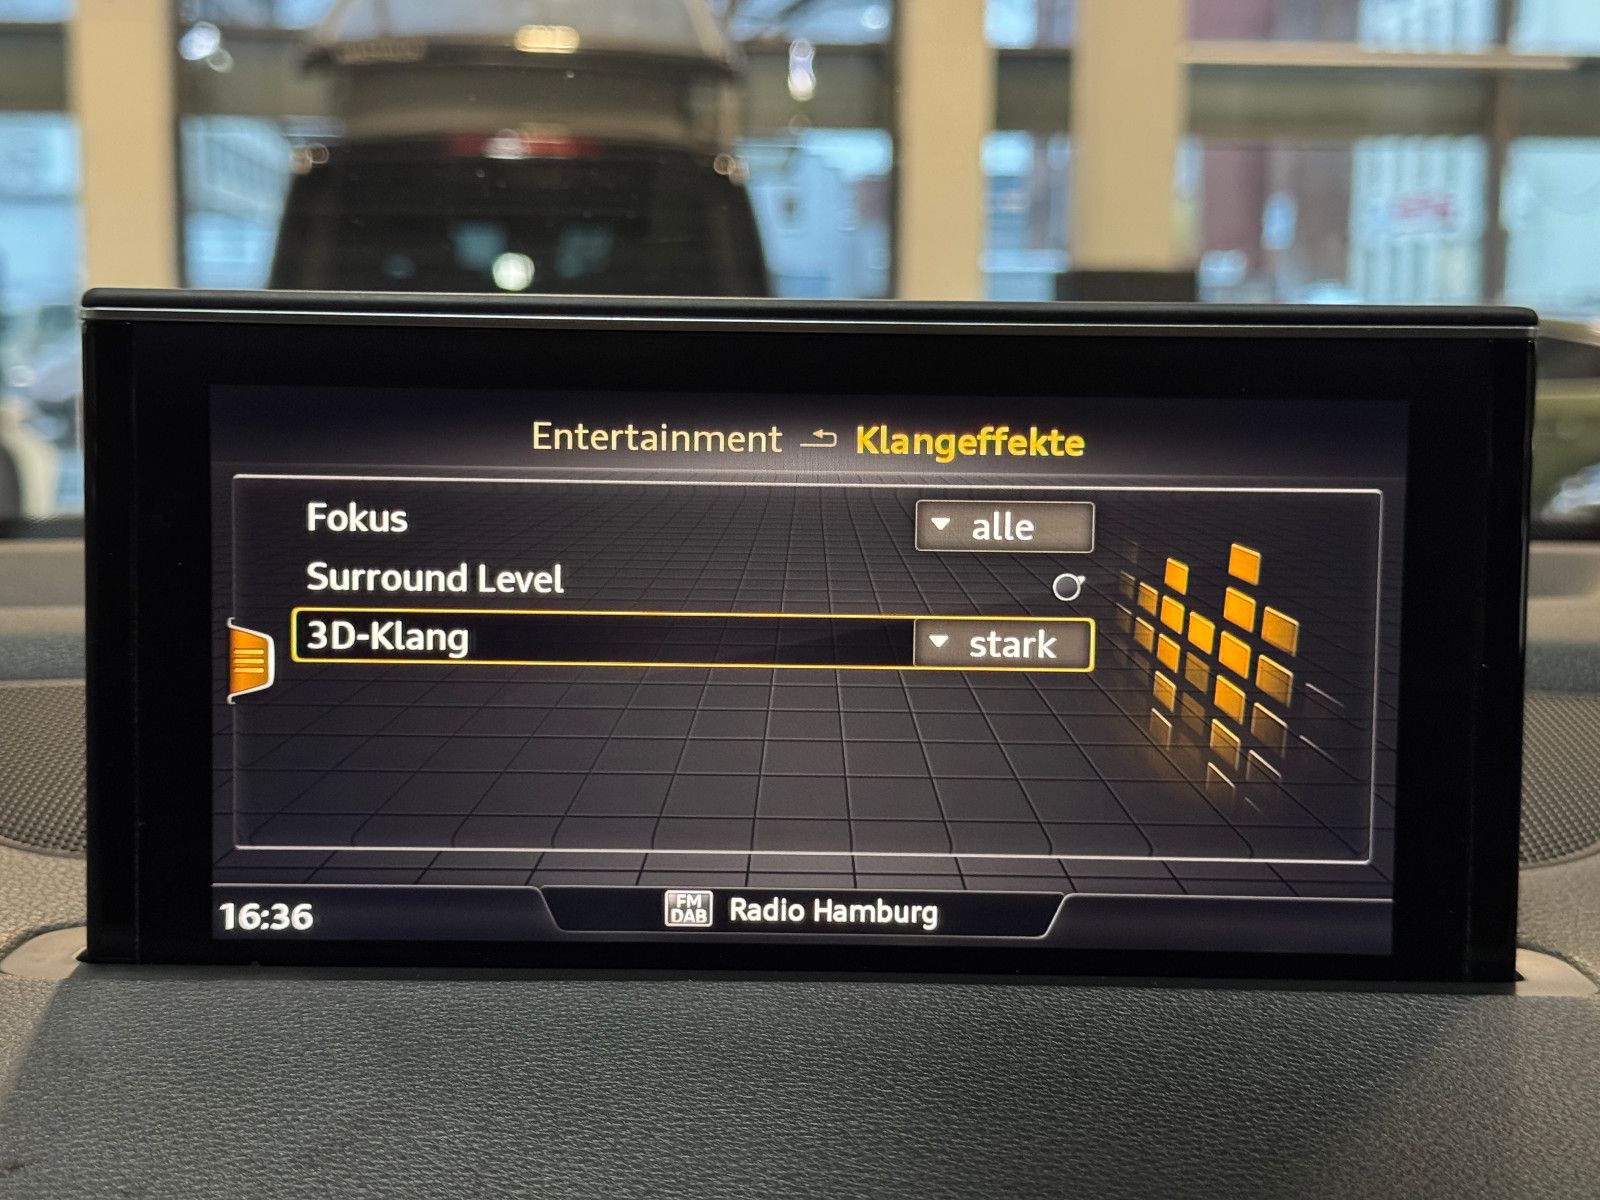 Entertainment Klangeffekte
Fokus alle
Surround Level
3D-Klang stark
16:36 FM DAB Radio Hamburg